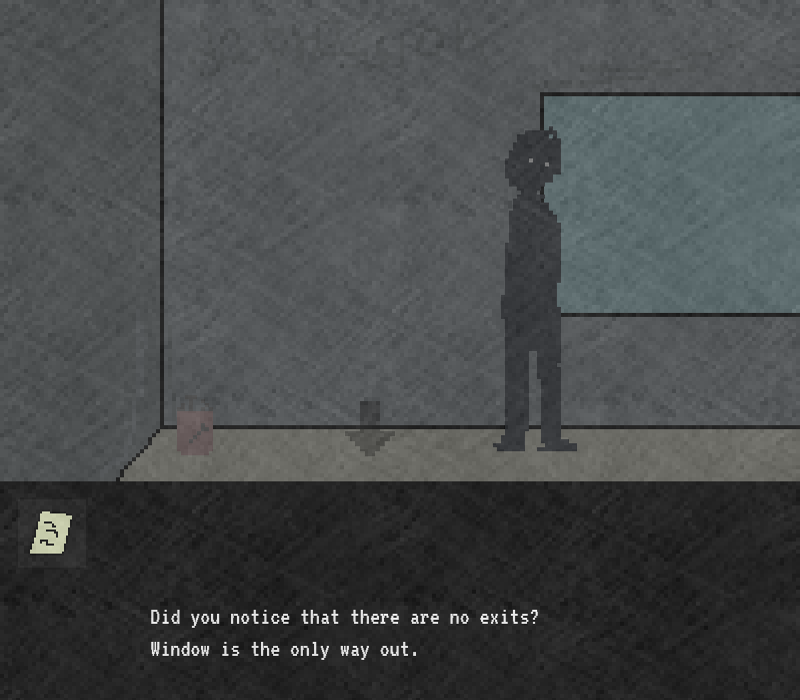 Did you notice that there are no exits?
Window is the only way out.